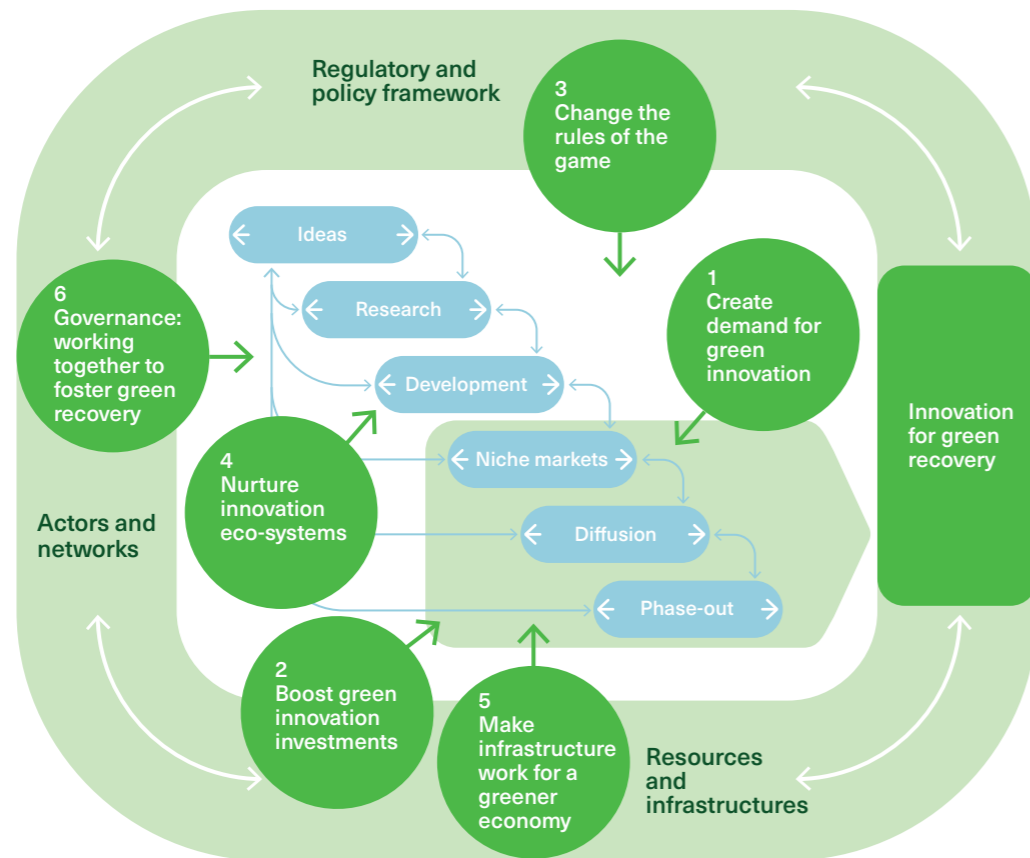 Regulatory and
policy framework
3
Change the
rules of the
game
Ideas
Research
Development
Niche markets
Diffusion
Phase-out
1
Create
demand for
green
innovation
6
Governance:
working
together to
foster green
recovery
Innovation
for green
recovery
4
Nurture
innovation
eco-systems
Actors and
networks
2
Boost green
innovation
investments
5
Make
infrastructure
work for a
greener
economy
Resources
and
infrastructures